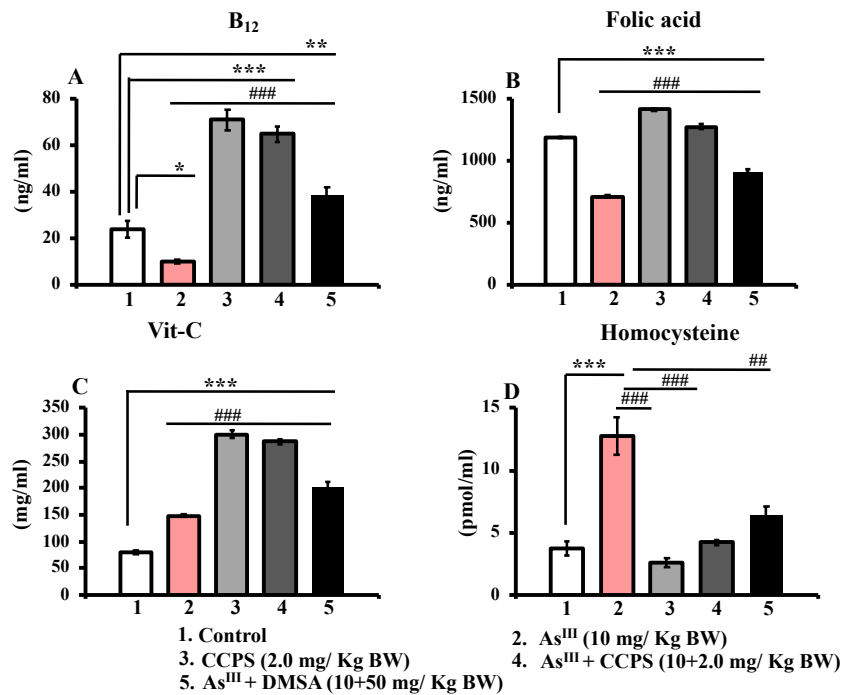 B₁₂
A
**
***
###
*
80
60
40
20
0
(ng/ml)
1 2 3 4 5
Folic acid
B
***
###
1500
1000
500
0
(ng/ml)
1 2 3 4 5
Vit-C
C
***
###
350
300
250
200
150
100
50
0
(mg/ml)
1 2 3 4 5
Homocysteine
D
***
##
###
###
15
10
5
0
(pmol/ml)
1 2 3 4 5
1. Control
2. Asᴵᴵᴵ (10 mg/ Kg BW)
3. CCPS (2.0 mg/ Kg BW)
4. Asᴵᴵᴵ + CCPS (10+2.0 mg/ Kg BW)
5. Asᴵᴵᴵ + DMSA (10+50 mg/ Kg BW)